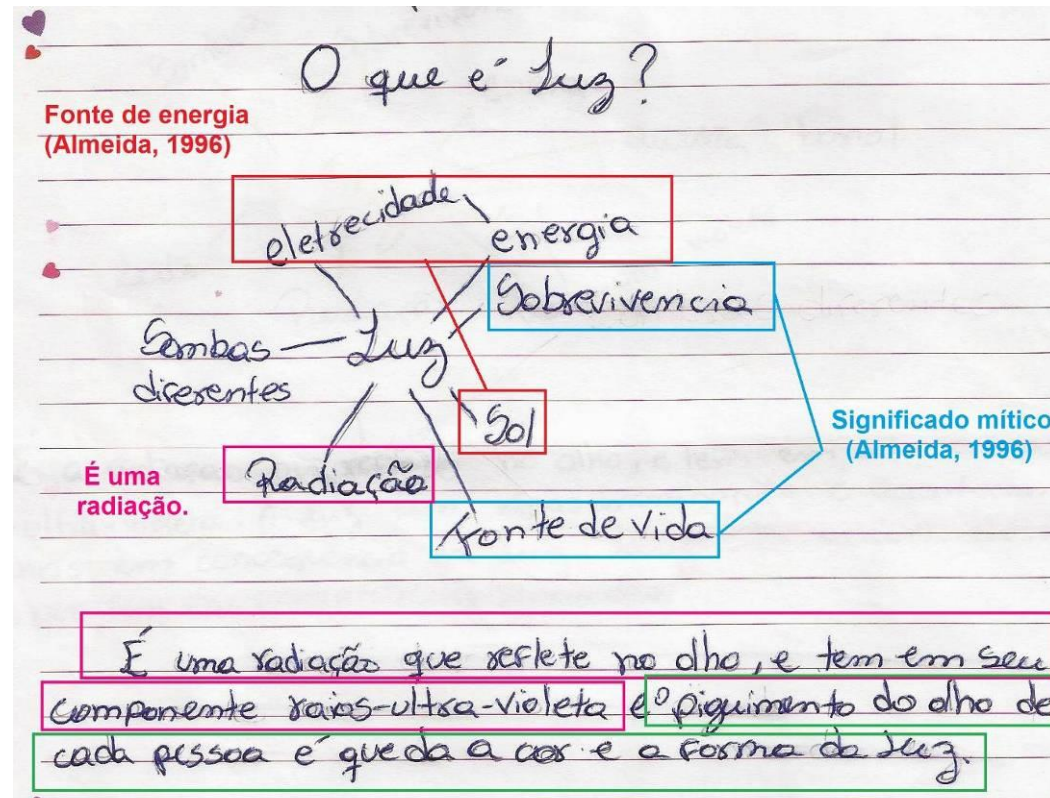 O que é Luz?
Fonte de energia
(Almeida, 1996)
eletrecidade
energia
Sobrevivencia
Sombas
diferentes
Luz
Sol
Significado mítico
(Almeida, 1996)
É uma
radiação.
Radiação
fonte de vida
É uma radiação que reflete no olho, e tem em seu
componente raios-ultra-violeta e o piguimento do olho de
cada pessoa é que da a cor e a forma da Luz.